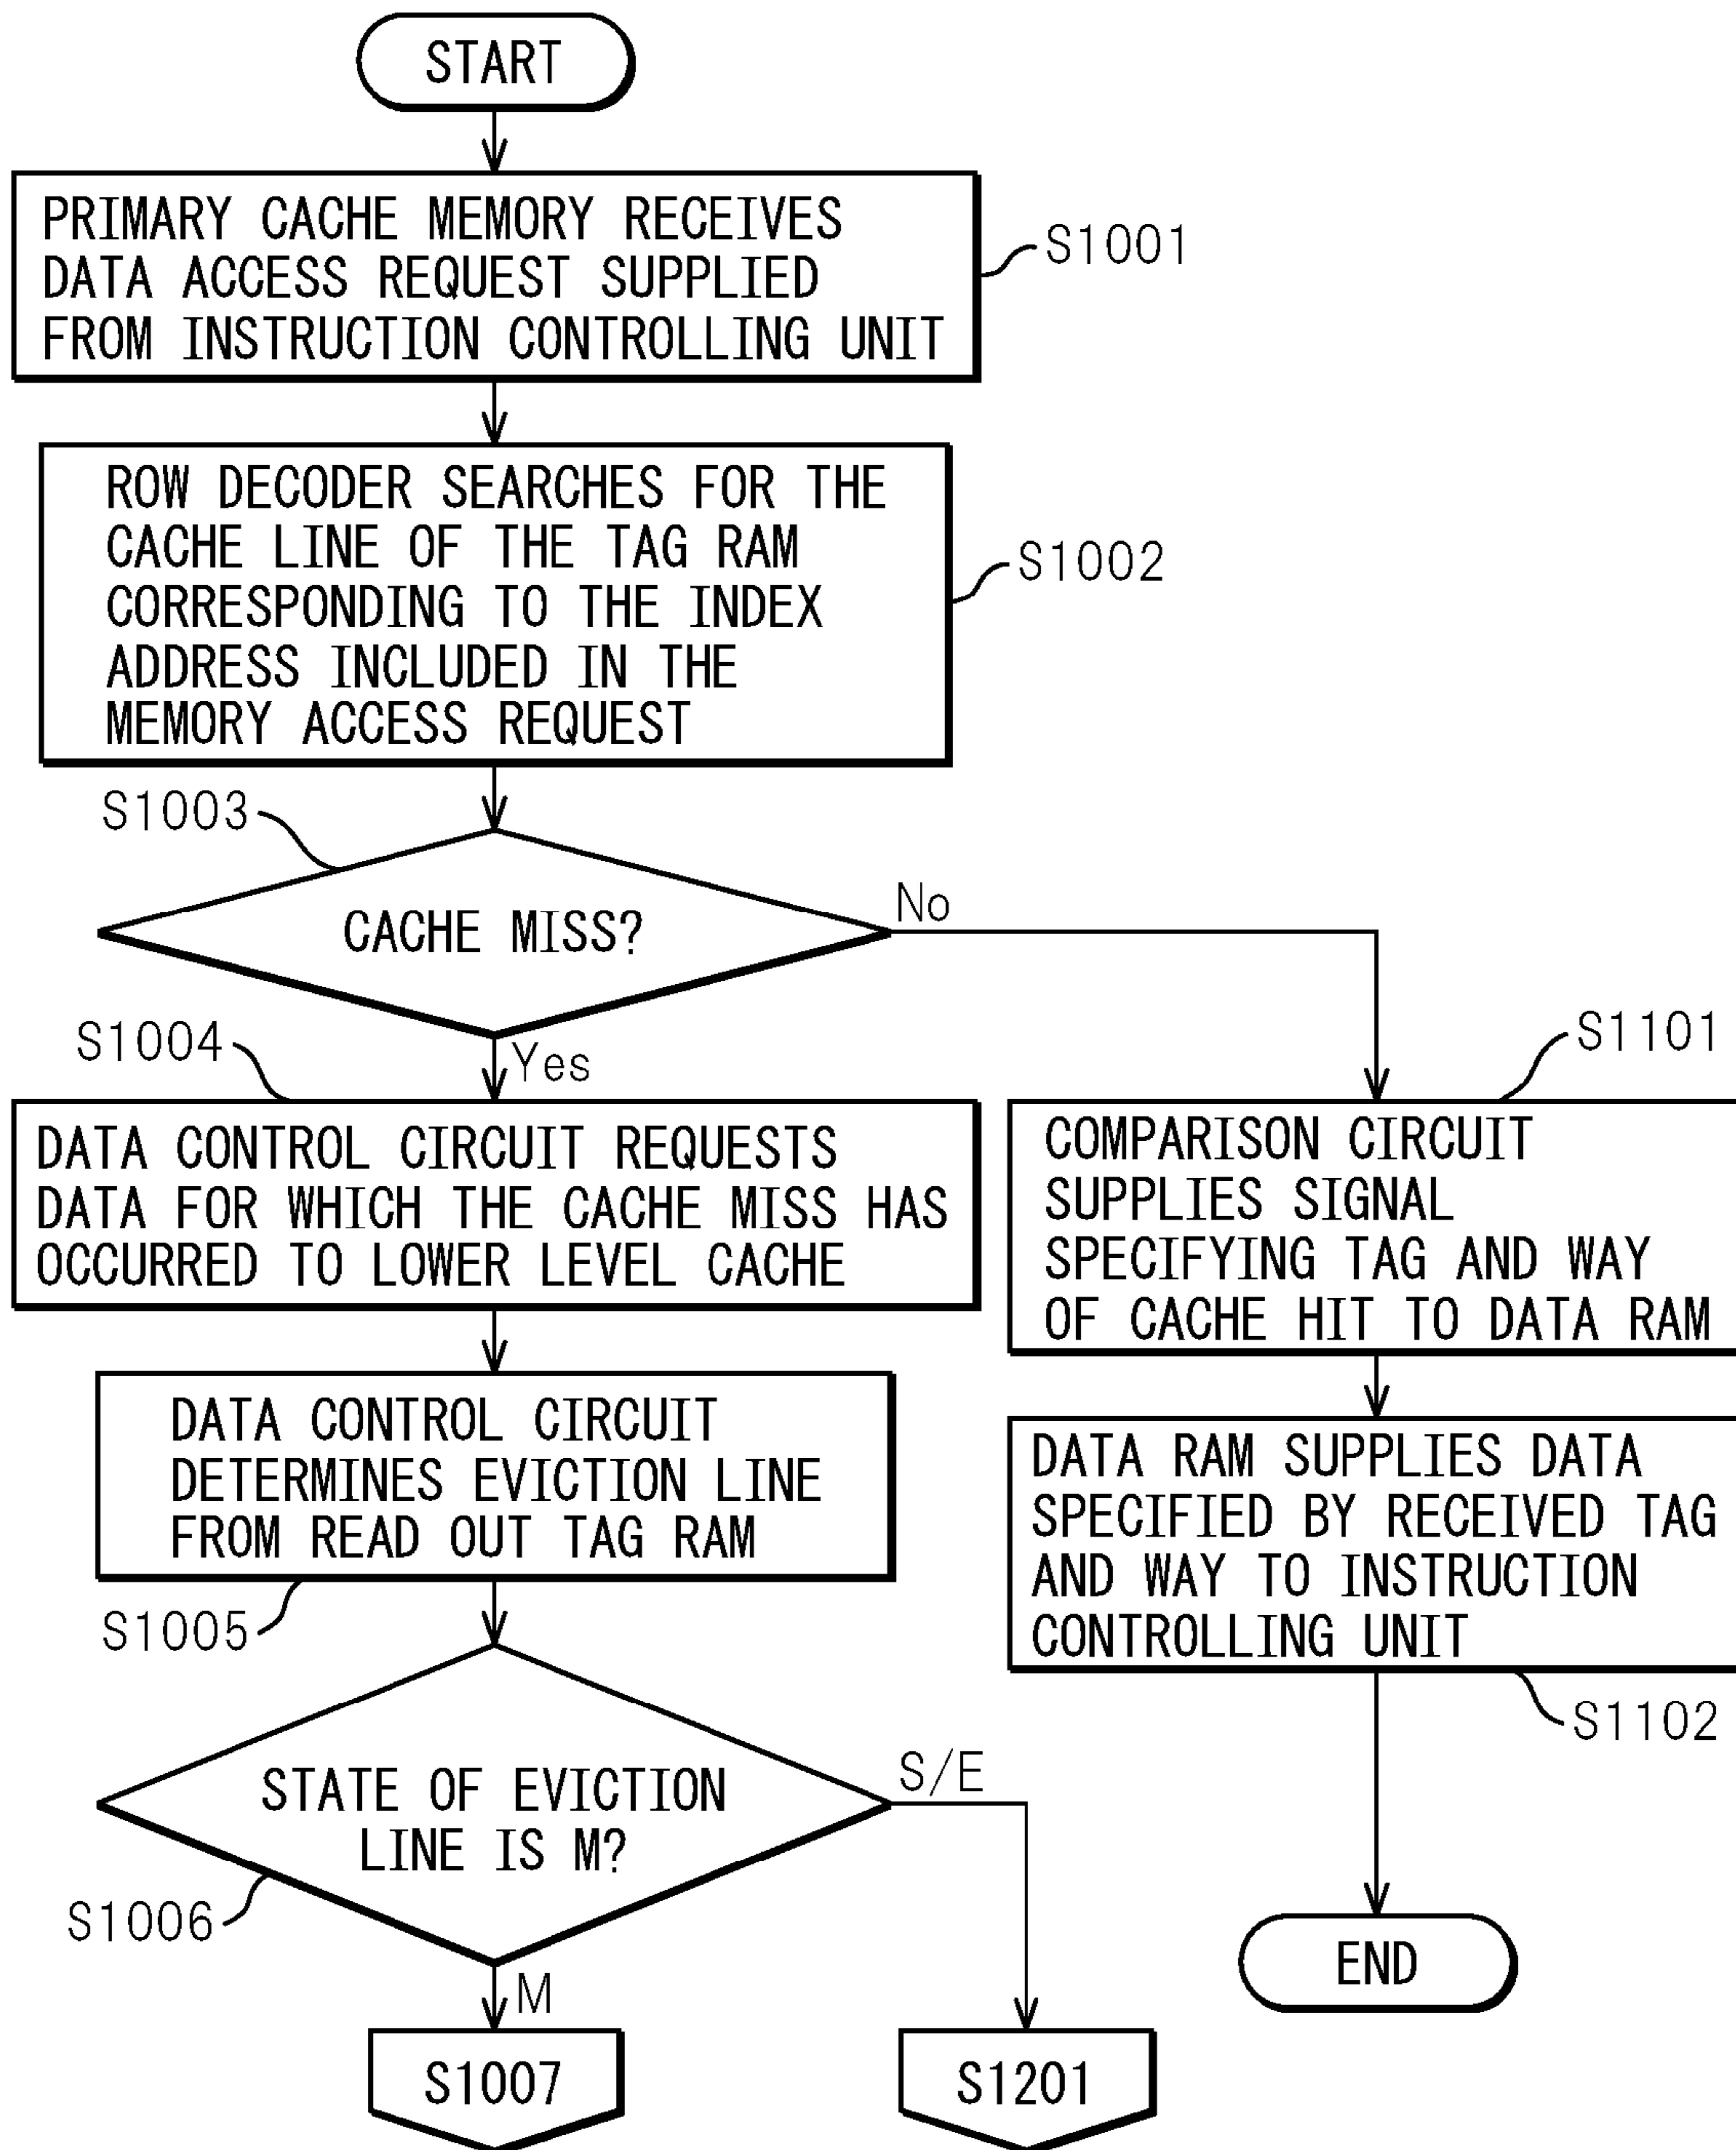 START
PRIMARY CACHE MEMORY RECEIVES
DATA ACCESS REQUEST SUPPLIED
FROM INSTRUCTION CONTROLLING UNIT
S1001
ROW DECODER SEARCHES FOR THE
CACHE LINE OF THE TAG RAM
CORRESPONDING TO THE INDEX
ADDRESS INCLUDED IN THE
MEMORY ACCESS REQUEST
S1002
S1003
CACHE MISS?
No
Yes
S1004
DATA CONTROL CIRCUIT REQUESTS
DATA FOR WHICH THE CACHE MISS HAS
OCCURRED TO LOWER LEVEL CACHE
S1101
COMPARISON CIRCUIT
SUPPLIES SIGNAL
SPECIFYING TAG AND WAY
OF CACHE HIT TO DATA RAM
DATA CONTROL CIRCUIT
DETERMINES EVICTION LINE
FROM READ OUT TAG RAM
S1005
DATA RAM SUPPLIES DATA
SPECIFIED BY RECEIVED TAG
AND WAY TO INSTRUCTION
CONTROLLING UNIT
S1102
STATE OF EVICTION
LINE IS M?
S/E
S1006
M
END
S1007
S1201